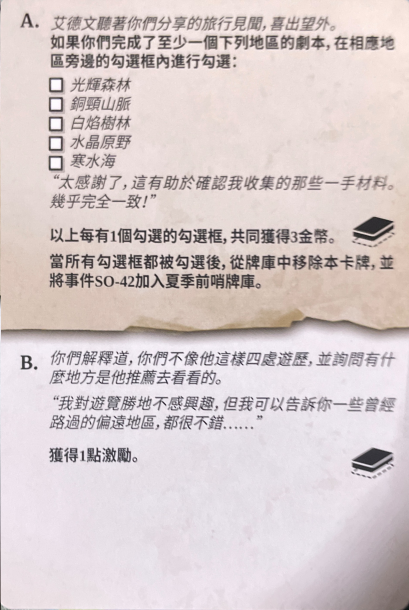 A. 艾德文聽著你們分享的旅行見聞,喜出望外。
如果你們完成了至少一個下列地區的劇本,在相應地
區旁邊的勾選框內進行勾選:
光輝森林
銅頸山脈
白焰樹林
水晶原野
寒水海
“太感謝了,這有助於確認我收集的那些一手材料。
幾乎完全一致!”
以上每有1個勾選的勾選框,共同獲得3金幣。
當所有勾選框都被勾選後,從牌庫中移除本卡牌,並
將事件SO-42加入夏季前哨牌庫。
B. 你們解釋道,你們不像他這樣四處遊歷,並詢問有什
麼地方是他推薦去看看的。
“我對遊覽勝地不感興趣,但我可以告訴你一些曾經
路過的偏遠地區,都很不錯……”
獲得1點激勵。